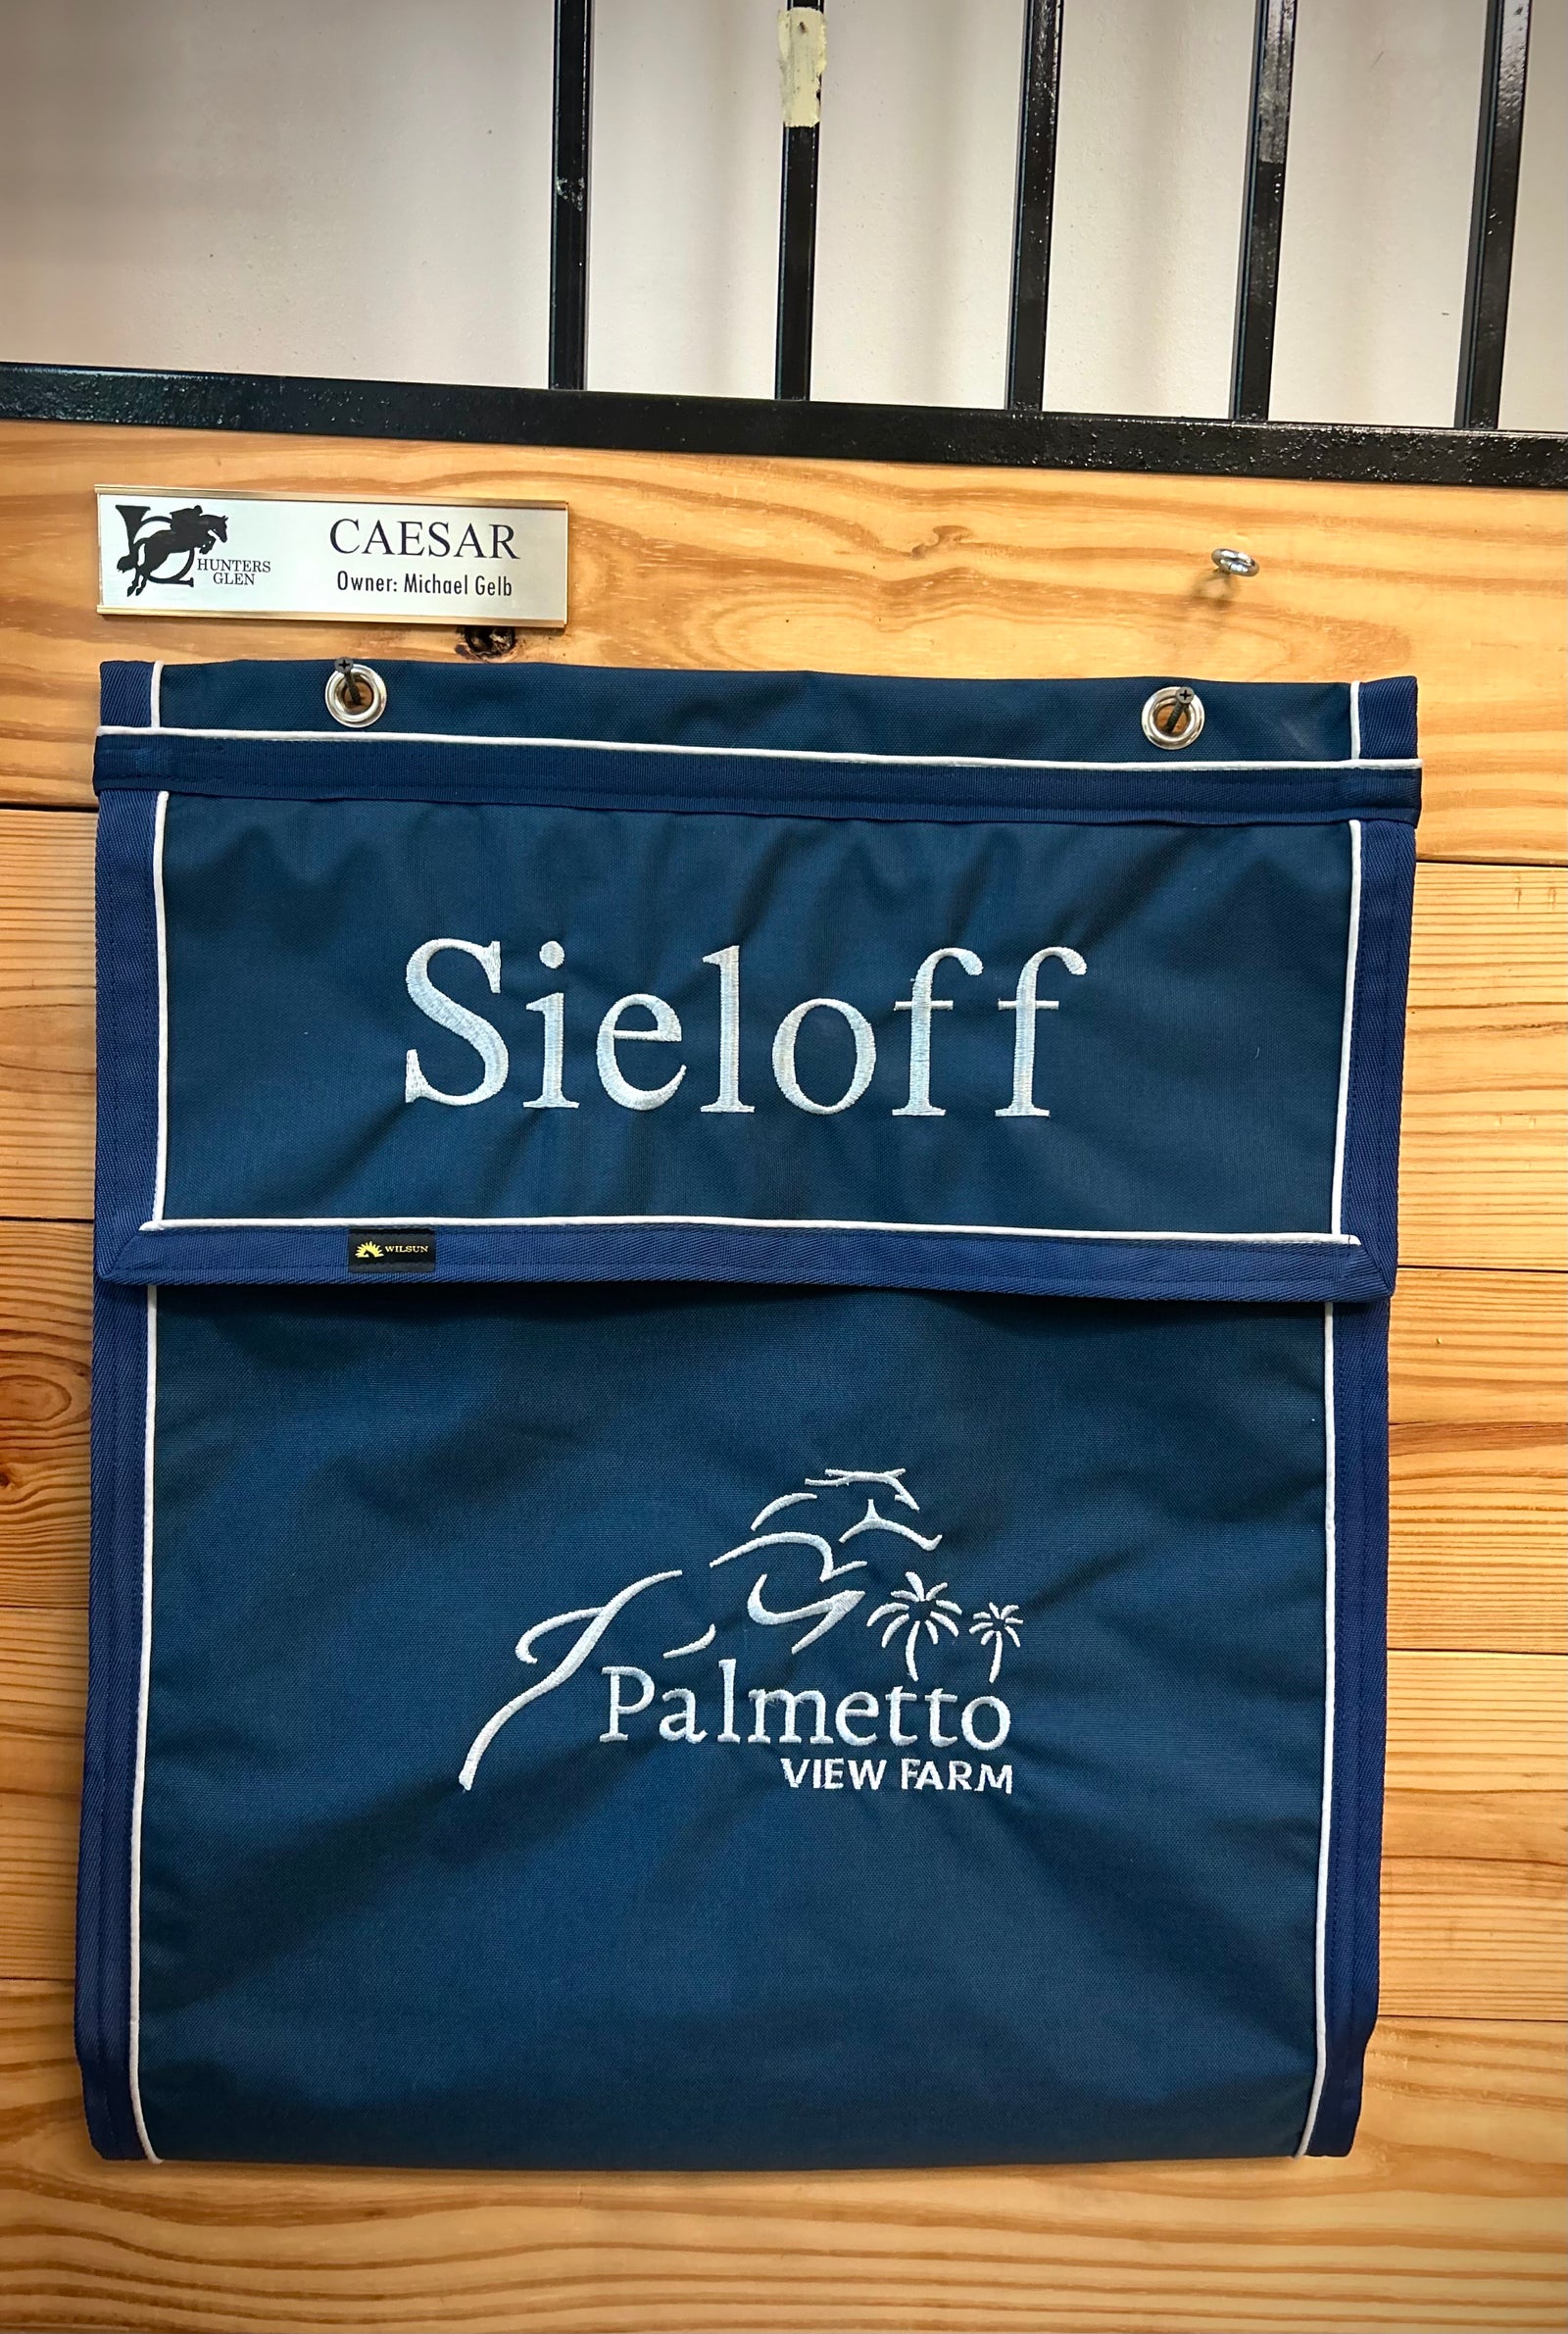 CAESAR
HUNTERS
GLEN
Owner: Michael Gelb
Sieloff
WILSUN
Palmetto
VIEW FARM